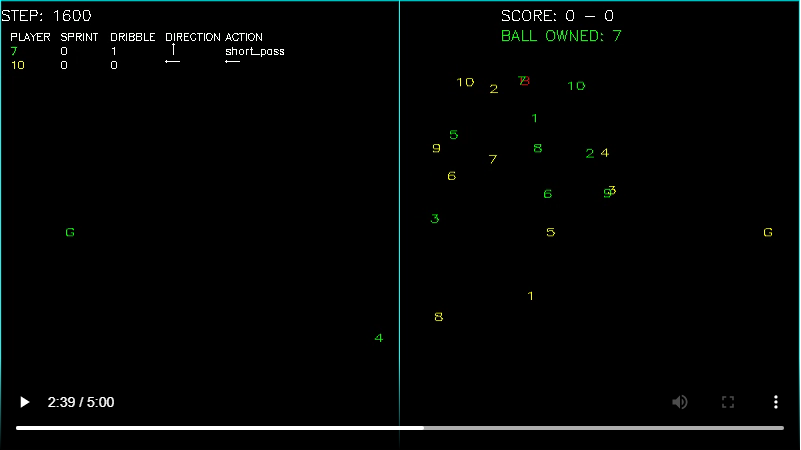 STEP: 1600
SCORE: 0 - 0
PLAYER SPRINT DRIBBLE DIRECTION ACTION
BALL OWNED: 7
7 0 1 ↑ short_pass
10 0 0 ← ←
10 2 7 10
1
5 9 8 2 4
7
6
6 9 3
3
G 5 G
1
8
4
2:39 / 5:00